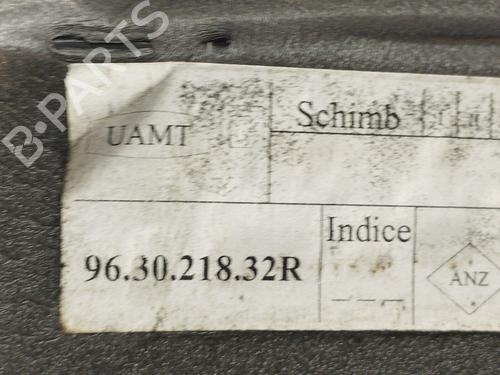 B-PARTS
UAMT
Schimb
96.30.218.32R
Indice
---
ANZ